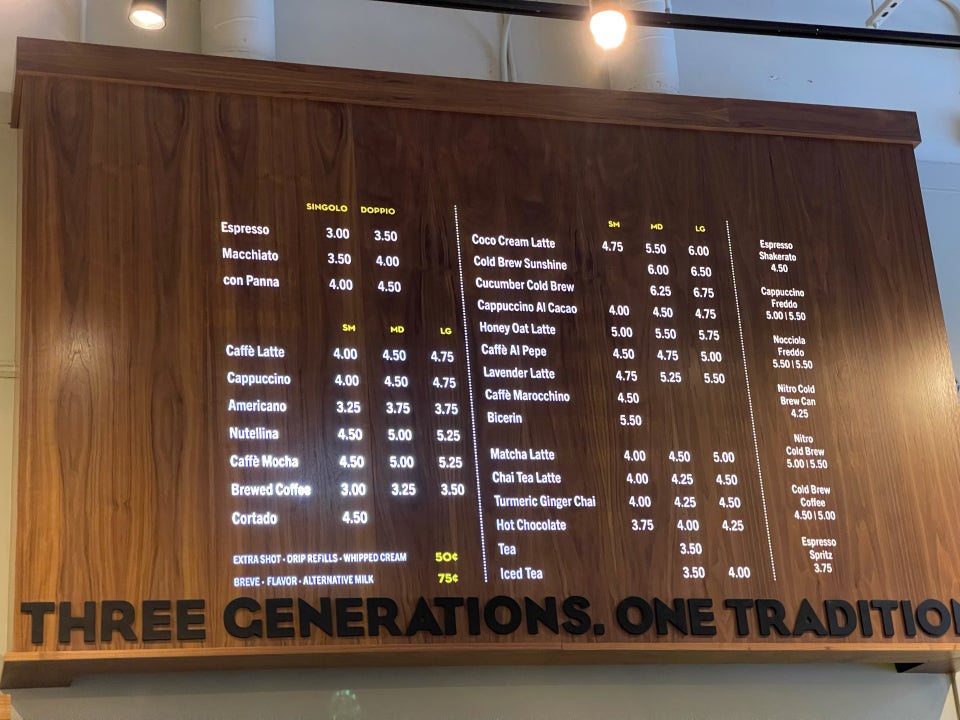 SINGOLO DOPPIO
Espresso 3.00 3.50
Macchiato 3.50 4.00
con Panna 4.00 4.50
SM MD LG
Caffè Latte 4.00 4.50 4.75
Cappuccino 4.00 4.50 4.75
Americano 3.25 3.75 3.75
Nutellina 4.50 5.00 5.25
Caffè Mocha 4.50 5.00 5.25
Brewed Coffee 3.00 3.25 3.50
Cortado 4.50
EXTRA SHOT • DRIP REFILLS • WHIPPED CREAM 50¢
BREVE • FLAVOR • ALTERNATIVE MILK 75¢
SM MD LG
Coco Cream Latte 4.75 5.50 6.00
Cold Brew Sunshine 6.00 6.50
Cucumber Cold Brew 6.25 6.75
Cappuccino Al Cacao 4.00 4.50 4.75
Honey Oat Latte 5.00 5.50 5.75
Caffè Al Pepe 4.50 4.75 5.00
Lavender Latte 4.75 5.25 5.50
Caffè Marocchino 4.50
Bicerin 5.50
Matcha Latte 4.00 4.50 5.00
Chai Tea Latte 4.00 4.25 4.50
Turmeric Ginger Chai 4.00 4.25 4.50
Hot Chocolate 3.75 4.00 4.25
Tea 3.50
Iced Tea 3.50 4.00
Espresso
Shakerato
4.50
Cappuccino
Freddo
5.00 | 5.50
Nocciola
Freddo
5.50 | 5.50
Nitro Cold
Brew Can
4.25
Nitro
Cold Brew
5.00 | 5.50
Cold Brew
Coffee
4.50 | 5.00
Espresso
Spritz
3.75
THREE GENERATIONS. ONE TRADITION